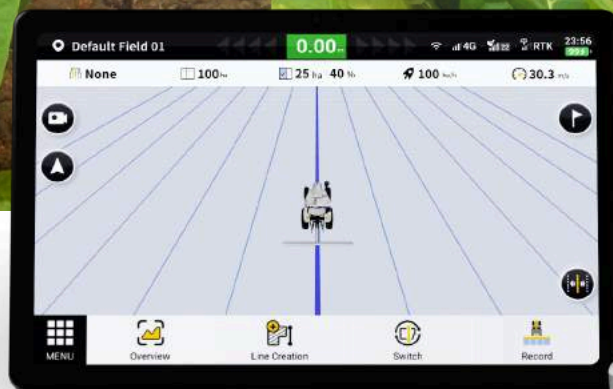 Default Field 01
0.00
4G
RTK
23:56
None
100
25 ha 40 %
100
30.3
MENU
Overview
Line Creation
Switch
Record